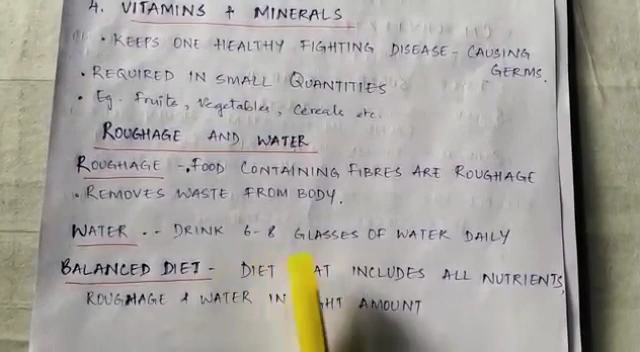 4. VITAMINS + MINERALS
• KEEPS ONE HEALTHY FIGHTING DISEASE - CAUSING
GERMS.
• REQUIRED IN SMALL QUANTITIES
• Eg. Fruits, Vegetables, Cereals etc.
ROUGHAGE AND WATER
ROUGHAGE - • FOOD CONTAINING FIBRES ARE ROUGHAGE
• REMOVES WASTE FROM BODY.
WATER • - DRINK 6-8 GLASSES OF WATER DAILY
BALANCED DIET - DIET AT INCLUDES ALL NUTRIENTS,
ROUGHAGE & WATER IN GHT AMOUNT